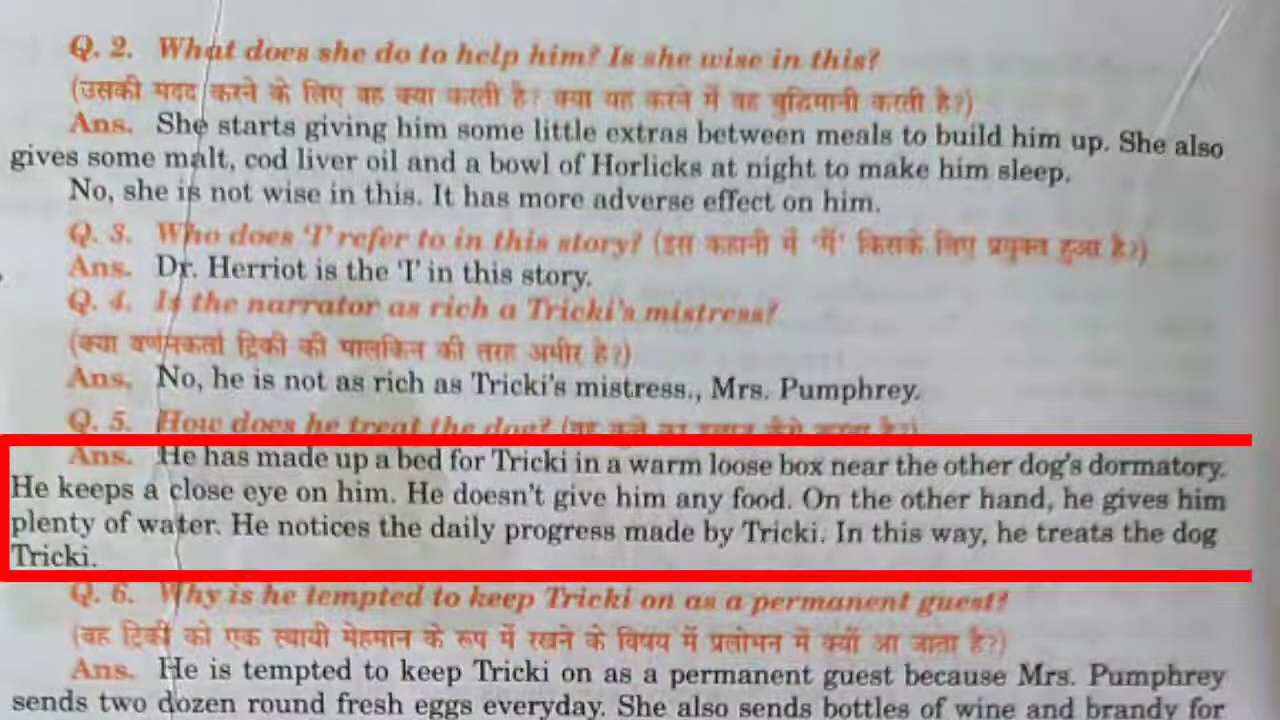 Q. 2. What does she do to help him? Is she wise in this?
(उसकी मदद करने के लिए वह क्या करती है? क्या यह करने में वह बुद्धिमानी करती है?)
Ans. She starts giving him some little extras between meals to build him up. She also
gives some malt, cod liver oil and a bowl of Horlicks at night to make him sleep.
No, she is not wise in this. It has more adverse effect on him.
Q. 3. Who does 'I' refer to in this story? (इस कहानी में 'मैं' किसके लिए प्रयुक्त हुआ है?)
Ans. Dr. Herriot is the 'I' in this story.
Q. 4. Is the narrator as rich a Tricki's mistress?
(क्या वर्णनकर्ता ट्रिकी की मालकिन की तरह अमीर है?)
Ans. No, he is not as rich as Tricki's mistress., Mrs. Pumphrey.
Q. 5. How does he treat the dog? (वह कुत्ते का इलाज कैसे करता है?)
Ans. He has made up a bed for Tricki in a warm loose box near the other dog's dormatory.
He keeps a close eye on him. He doesn't give him any food. On the other hand, he gives him
plenty of water. He notices the daily progress made by Tricki. In this way, he treats the dog
Tricki.
Q. 6. Why is he tempted to keep Tricki on as a permanent guest?
(वह ट्रिकी को एक स्थायी मेहमान के रूप में रखने के विषय में प्रलोभन में क्यों आ जाता है?)
Ans. He is tempted to keep Tricki on as a permanent guest because Mrs. Pumphrey
sends two dozen round fresh eggs everyday. She also sends bottles of wine and brandy for